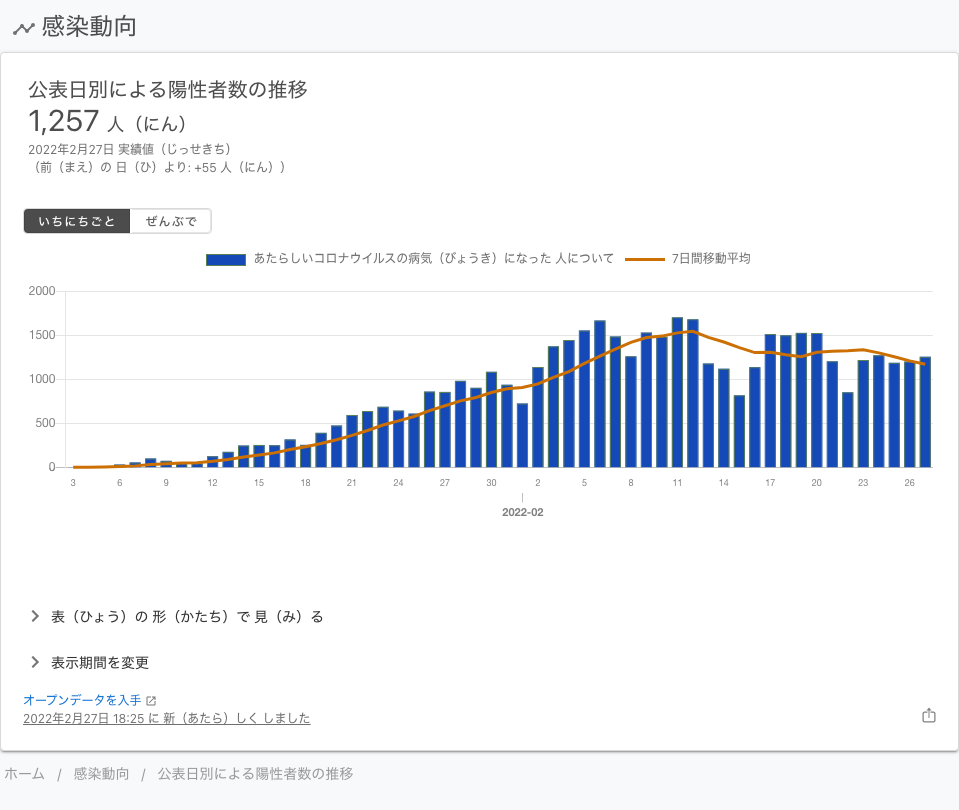 感染動向
公表日別による陽性者数の推移
1,257 人（にん）
2022年2月27日 実績値（じっせきち）
（前（まえ）の 日（ひ）より: +55 人（にん））
いちにちごと ぜんぶで
あたらしいコロナウイルスの病気（びょうき）になった 人について 7日間移動平均
2000
1500
1000
500
0
3 6 9 12 15 18 21 24 27 30 2 5 8 11 14 17 20 23 26
2022-02
表（ひょう）の 形（かたち）で 見（み）る
表示期間を変更
オープンデータを入手
2022年2月27日 18:25 に 新（あたら）しく しました
ホーム / 感染動向 / 公表日別による陽性者数の推移